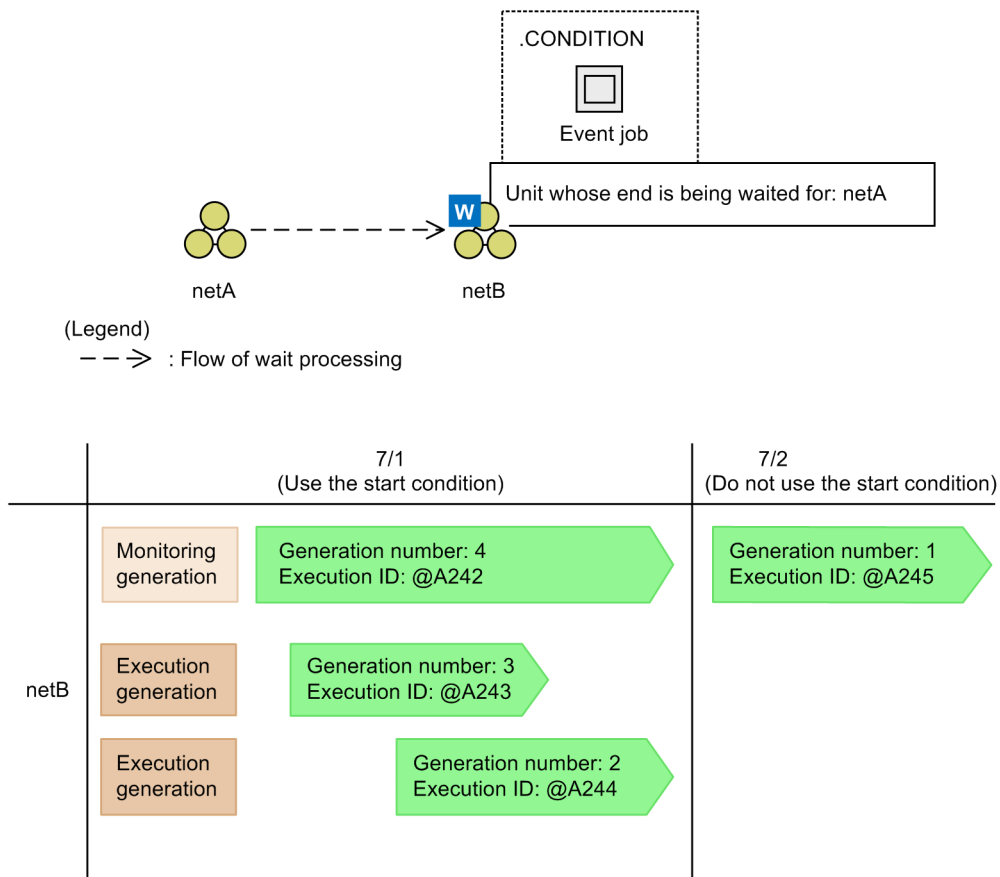 .CONDITION
Event job
Unit whose end is being waited for: netA
W
netA
netB
(Legend)
: Flow of wait processing
7/1
(Use the start condition)
7/2
(Do not use the start condition)
netB
Monitoring
generation
Generation number: 4
Execution ID: @A242
Generation number: 1
Execution ID: @A245
Execution
generation
Generation number: 3
Execution ID: @A243
Execution
generation
Generation number: 2
Execution ID: @A244